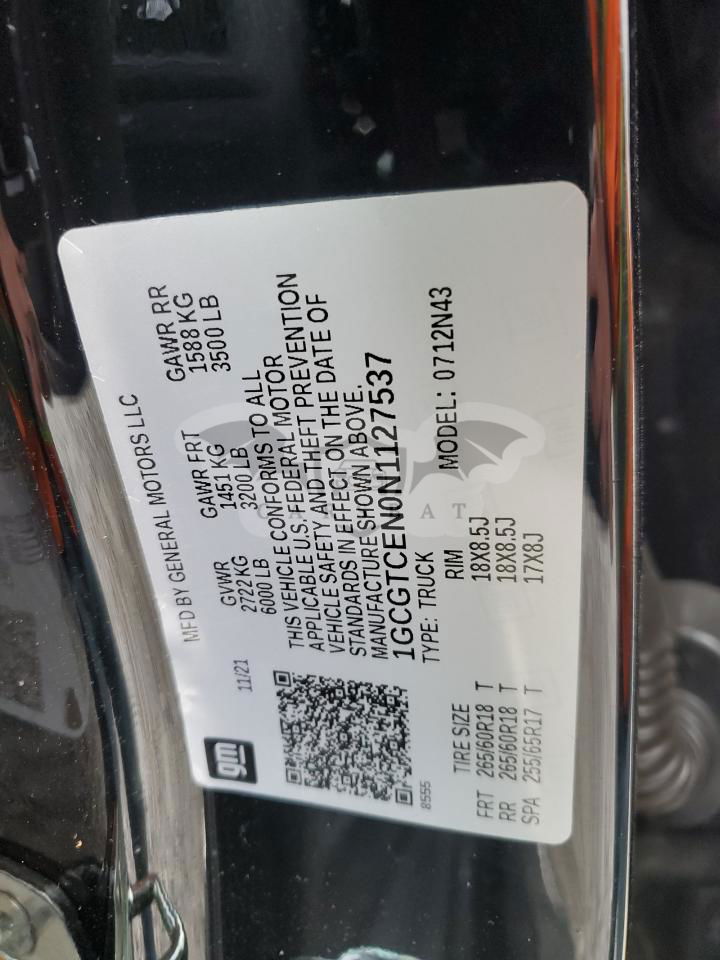 MFD BY GENERAL MOTORS LLC
gm
11/21
GVWR
2722 KG
6000 LB
GAWR FRT
1451 KG
3200 LB
GAWR RR
1588 KG
3500 LB
THIS VEHICLE CONFORMS TO ALL
APPLICABLE U.S. FEDERAL MOTOR
VEHICLE SAFETY AND THEFT PREVENTION
STANDARDS IN EFFECT ON THE DATE OF
MANUFACTURE SHOWN ABOVE.
1GCGTCEN0N1127537
TYPE: TRUCK
MODEL: 0712N43
8555
TIRE SIZE RIM
FRT 265/60R18 T 18X8.5J
RR 265/60R18 T 18X8.5J
SPA 255/65R17 T 17X8J